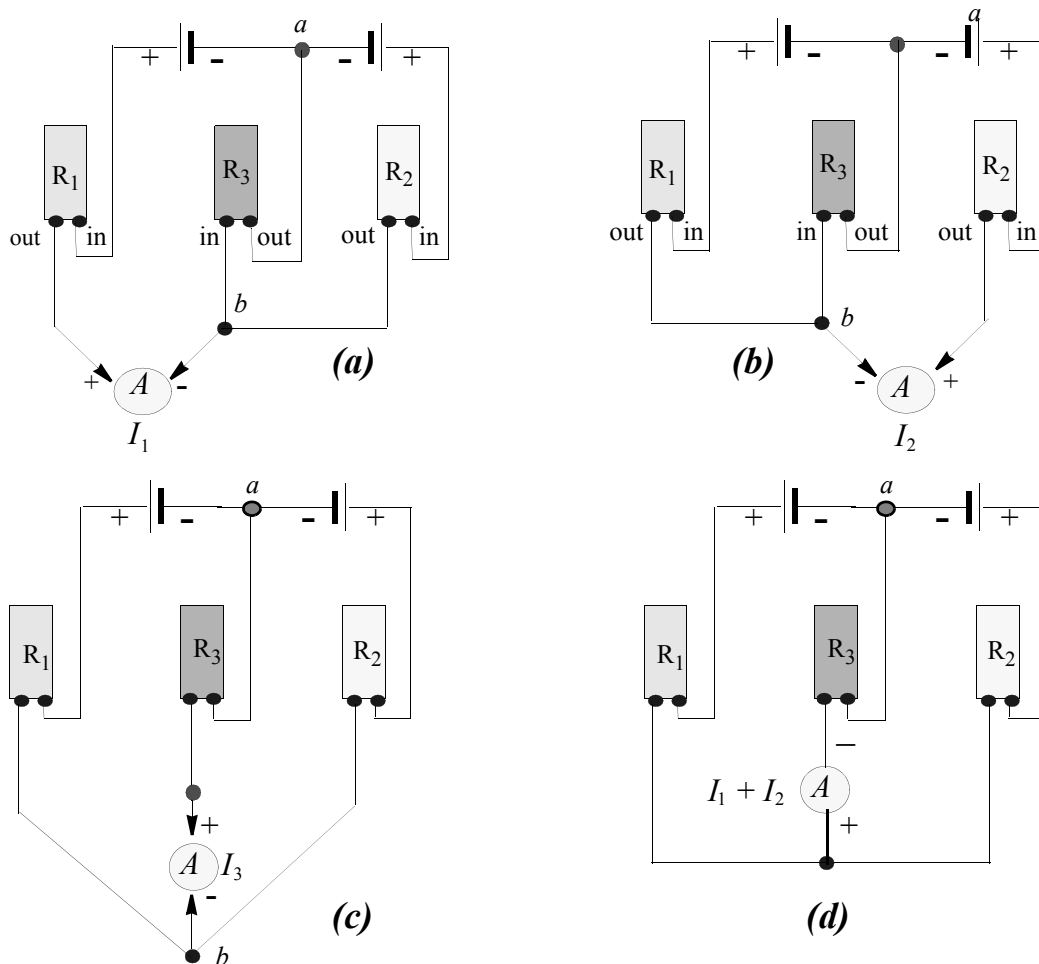 a
+ - - +
R1 R3 R2
out in in out out in
b
+ A -
I1
(a)
a
+ - - +
R1 R3 R2
out in in out out in
b
- A +
I2
(b)
a
+ - - +
R1 R3 R2
+
A I3
-
b
(c)
a
+ - - +
R1 R3 R2
–
I1 + I2 A
+
(d)